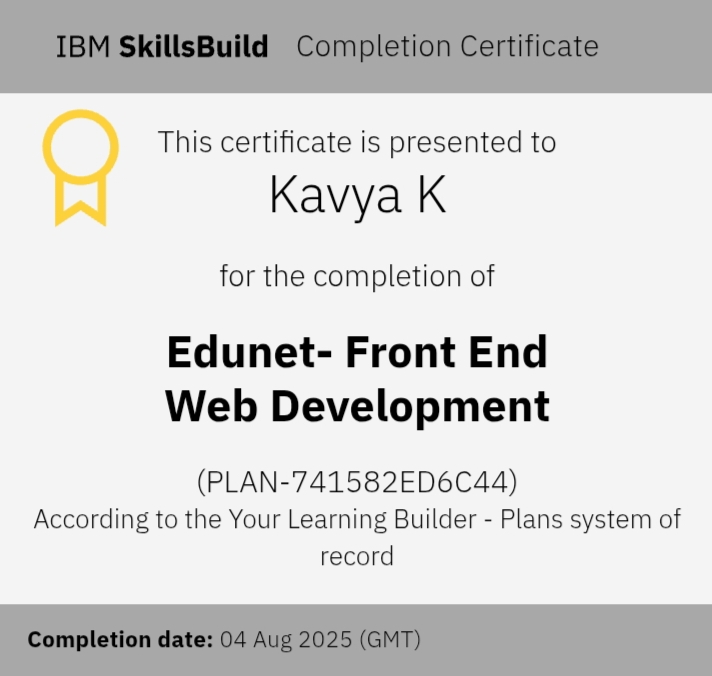 IBM SkillsBuild Completion Certificate
This certificate is presented to
Kavya K
for the completion of
Edunet- Front End
Web Development
(PLAN-741582ED6C44)
According to the Your Learning Builder - Plans system of
record
Completion date: 04 Aug 2025 (GMT)